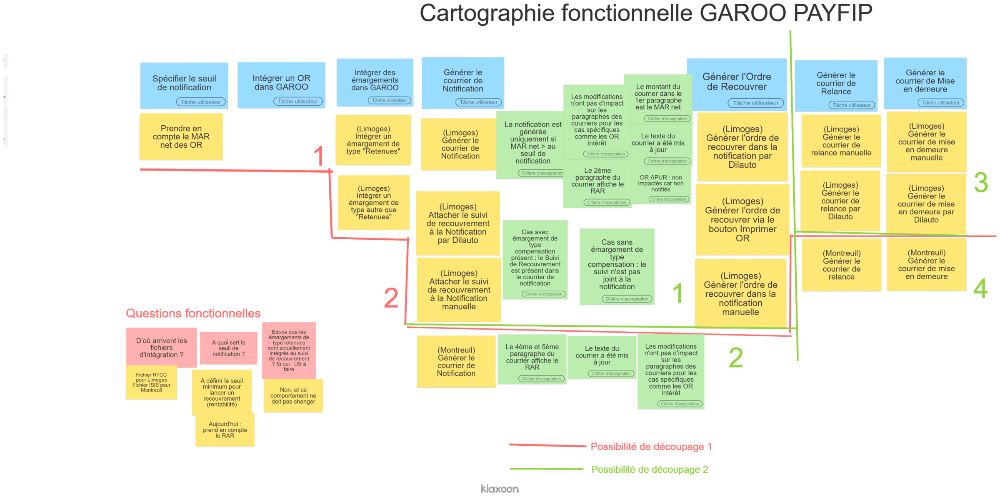 Cartographie fonctionnelle GAROO PAYFIP
Spécifier le seuil
de notification
Tâche utilisateur
Intégrer un OR
dans GAROO
Tâche utilisateur
Intégrer des
émargements
dans GAROO
Tâche utilisateur
Générer le
courrier de
Notification
Tâche utilisateur
Générer l'Ordre
de Recouvrer
Tâche utilisateur
Générer le
courrier de
Relance
Tâche utilisateur
Générer le
courrier de Mise
en demeure
Tâche utilisateur
Prendre en
compte le MAR
net des OR
1
(Limoges)
Intégrer un
émargement de
type "Retenues"
(Limoges)
Générer le
courrier de
Notification
La notification est
générée
uniquement si
MAR net > au
seuil de
notification
Critère d'acceptation
Les modifications
n'ont pas d'impact
sur les
paragraphes des
courriers pour les
cas spécifiques
comme les OR
intérêt
Critère d'acceptation
Le montant du
courrier dans le
1er paragraphe
est le MAR net
Critère d'acceptation
Le texte du
courrier a été mis
à jour
Critère d'acceptation
Le 2ème
paragraphe du
courrier affiche le
RAR
Critère d'acceptation
OR APUR : non
impactés car non
notifiés
Critère d'acceptation
(Limoges)
Générer l'ordre de
recouvrer dans la
notification par
Dilauto
(Limoges)
Générer le
courrier de
relance manuelle
(Limoges)
Générer le
courrier de mise
en demeure
manuelle
3
(Limoges)
Intégrer un
émargement de
type autre que
"Retenues"
(Limoges)
Attacher le suivi
de recouvrement
à la Notification
par Dilauto
(Limoges)
Générer l'ordre de
recouvrer via le
bouton Imprimer
OR
(Limoges)
Générer le
courrier de
relance par
Dilauto
(Limoges)
Générer le
courrier de mise
en demeure par
Dilauto
2
(Limoges)
Attacher le suivi
de recouvrement
à la Notification
manuelle
Cas avec
émargement de
type
compensation
présent : le Suivi
de Recouvrement
est présent dans
le courrier de
notification
Critère d'acceptation
Cas sans
émargement de
type
compensation : le
suivi n'est pas
joint à la
notification
Critère d'acceptation
1
(Limoges)
Générer l'ordre de
recouvrer dans la
notification
manuelle
(Montreuil)
Générer le
courrier de
relance
(Montreuil)
Générer le
courrier de mise
en demeure
4
Questions fonctionnelles
D'où arrivent les
fichiers
d'intégration ?
A quoi sert le
seuil de
notification ?
Est-ce que les
émargements de
type retenues
sont actuellement
intégrés au suivi
de recouvrement
? Si oui : US à
faire
Fichier RTCC
pour Limoges
Fichier ISIS pour
Montreuil
A définir le seuil
minimum pour
lancer un
recouvrement
(rentabilité)
Non, et ce
comportement ne
doit pas changer
Aujourd'hui :
prend en compte
le RAR
(Montreuil)
Générer le
courrier de
Notification
Le 4ème et 5ème
paragraphe du
courrier affiche le
RAR
Critère d'acceptation
Le texte du
courrier a été mis
à jour
Critère d'acceptation
Les modifications
n'ont pas d'impact
sur les
paragraphes des
courriers pour les
cas spécifiques
comme les OR
intérêt
Critère d'acceptation
2
Possibilité de découpage 1
Possibilité de découpage 2
klaxoon